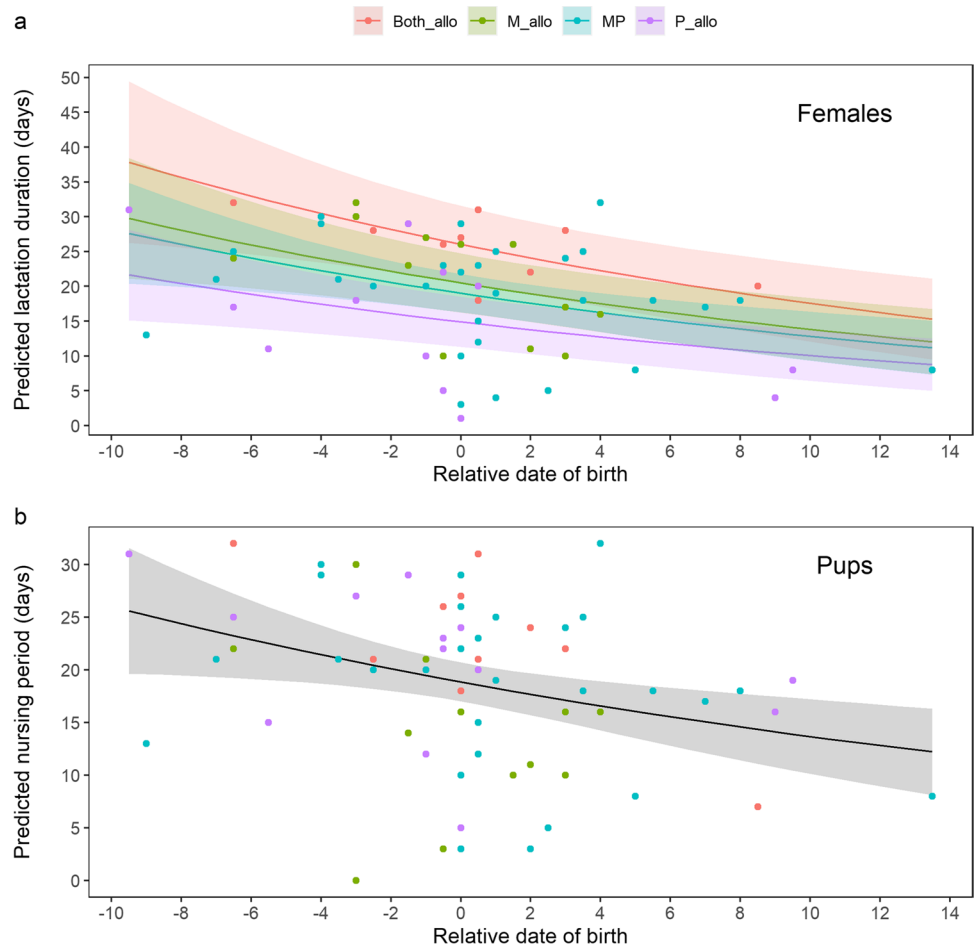 a
Both_allo M_allo MP P_allo
Females
Predicted lactation duration (days)
50
45
40
35
30
25
20
15
10
5
0
-10 -8 -6 -4 -2 0 2 4 6 8 10 12 14
Relative date of birth
b
Pups
Predicted nursing period (days)
30
25
20
15
10
5
0
-10 -8 -6 -4 -2 0 2 4 6 8 10 12 14
Relative date of birth